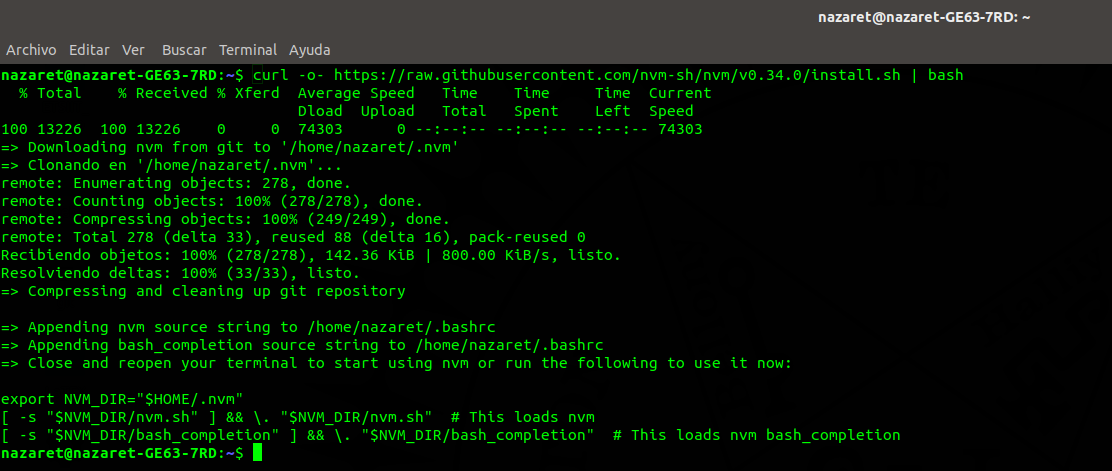 nazaret@nazaret-GE63-7RD: ~
Archivo Editar Ver Buscar Terminal Ayuda
nazaret@nazaret-GE63-7RD:~$ curl -o- https://raw.githubusercontent.com/nvm-sh/nvm/v0.34.0/install.sh | bash
  % Total    % Received % Xferd  Average Speed   Time    Time     Time  Current
                                 Dload  Upload   Total   Spent    Left  Speed
100 13226  100 13226    0     0  74303      0 --:--:-- --:--:-- --:--:-- 74303
=> Downloading nvm from git to '/home/nazaret/.nvm'
=> Clonando en '/home/nazaret/.nvm'...
remote: Enumerating objects: 278, done.
remote: Counting objects: 100% (278/278), done.
remote: Compressing objects: 100% (249/249), done.
remote: Total 278 (delta 33), reused 88 (delta 16), pack-reused 0
Recibiendo objetos: 100% (278/278), 142.36 KiB | 800.00 KiB/s, listo.
Resolviendo deltas: 100% (33/33), listo.
=> Compressing and cleaning up git repository
=> Appending nvm source string to /home/nazaret/.bashrc
=> Appending bash_completion source string to /home/nazaret/.bashrc
=> Close and reopen your terminal to start using nvm or run the following to use it now:
export NVM_DIR="$HOME/.nvm"
[ -s "$NVM_DIR/nvm.sh" ] && \. "$NVM_DIR/nvm.sh"  # This loads nvm
[ -s "$NVM_DIR/bash_completion" ] && \. "$NVM_DIR/bash_completion"  # This loads nvm bash_completion
nazaret@nazaret-GE63-7RD:~$